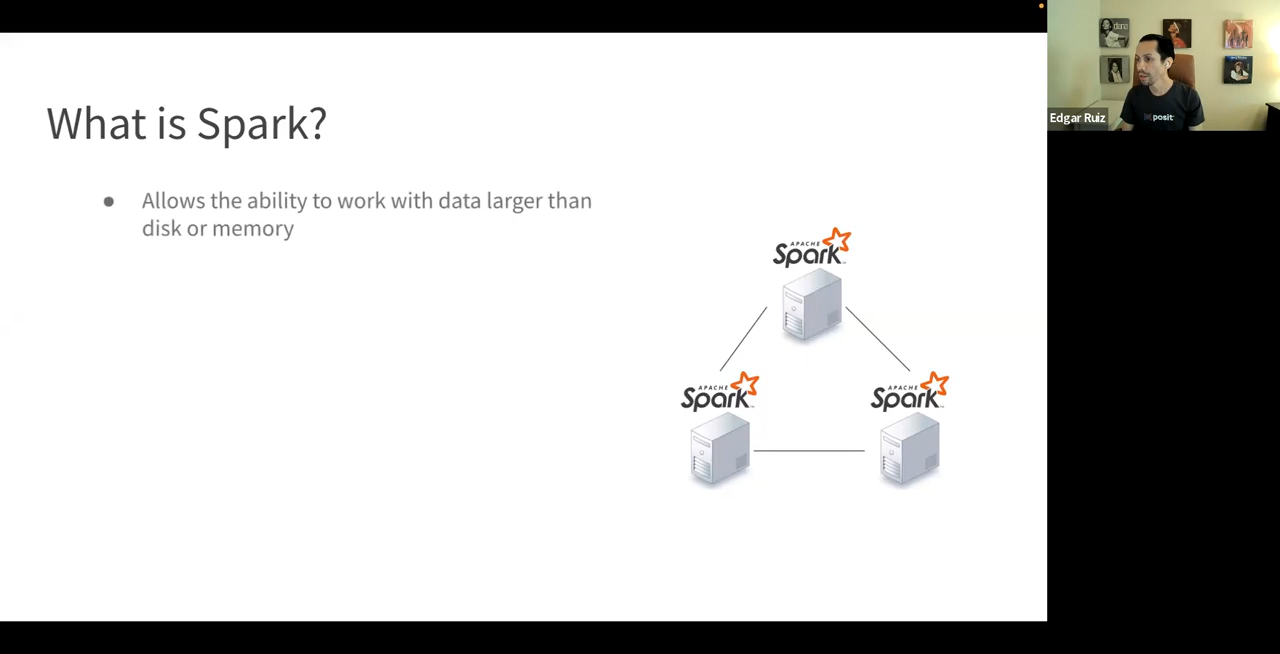 What is Spark?
● Allows the ability to work with data larger than
disk or memory
APACHE
Spark
APACHE
Spark
APACHE
Spark
posit
Edgar Ruiz